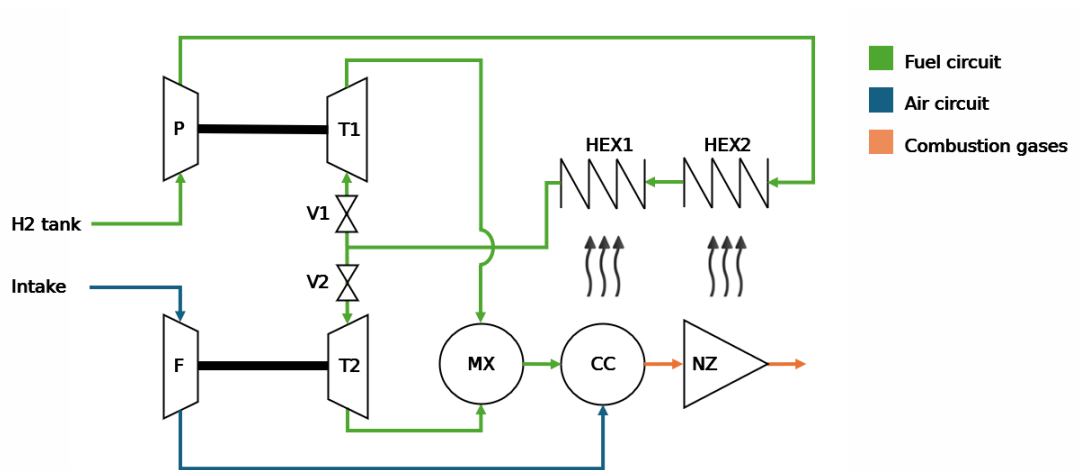 Fuel circuit
Air circuit
Combustion gases
HEX1
HEX2
P
T1
V1
H2 tank
V2
Intake
F
T2
MX
CC
NZ